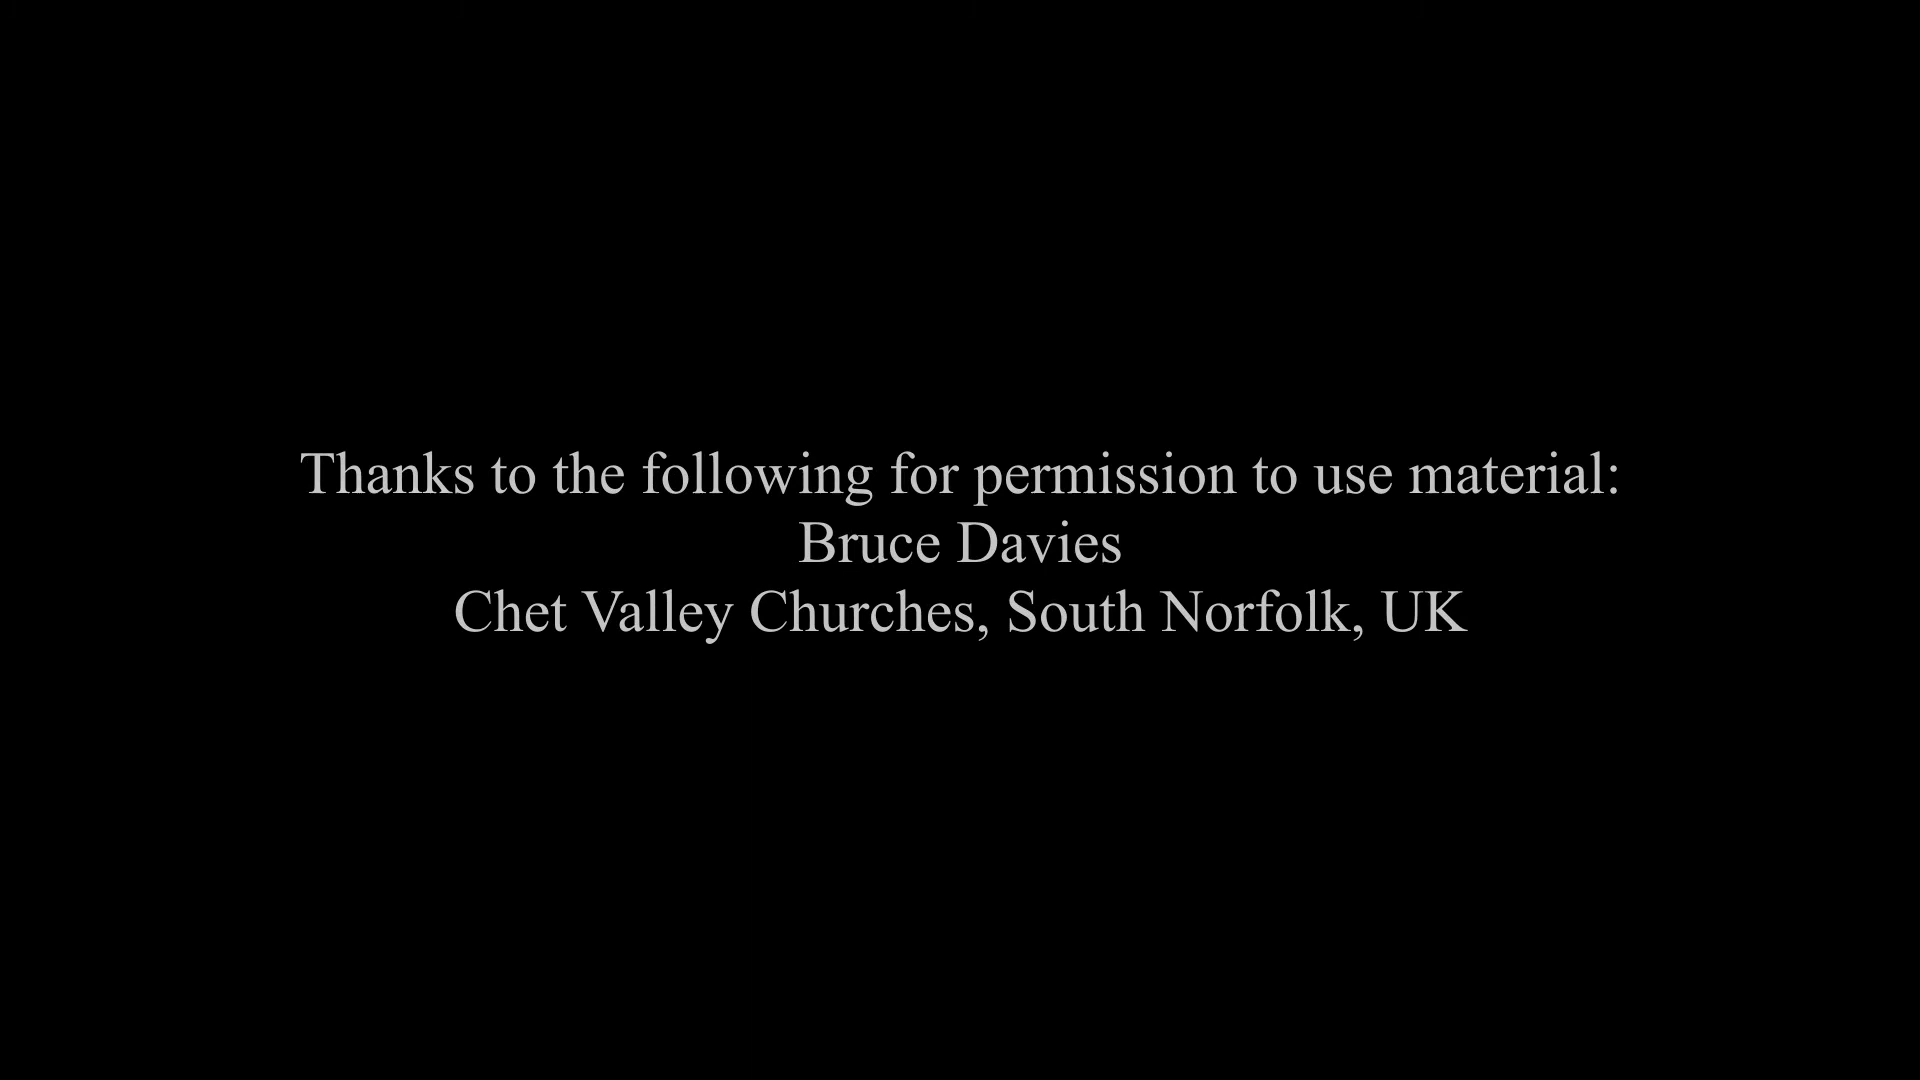 Thanks to the following for permission to use material:
Bruce Davies
Chet Valley Churches, South Norfolk, UK